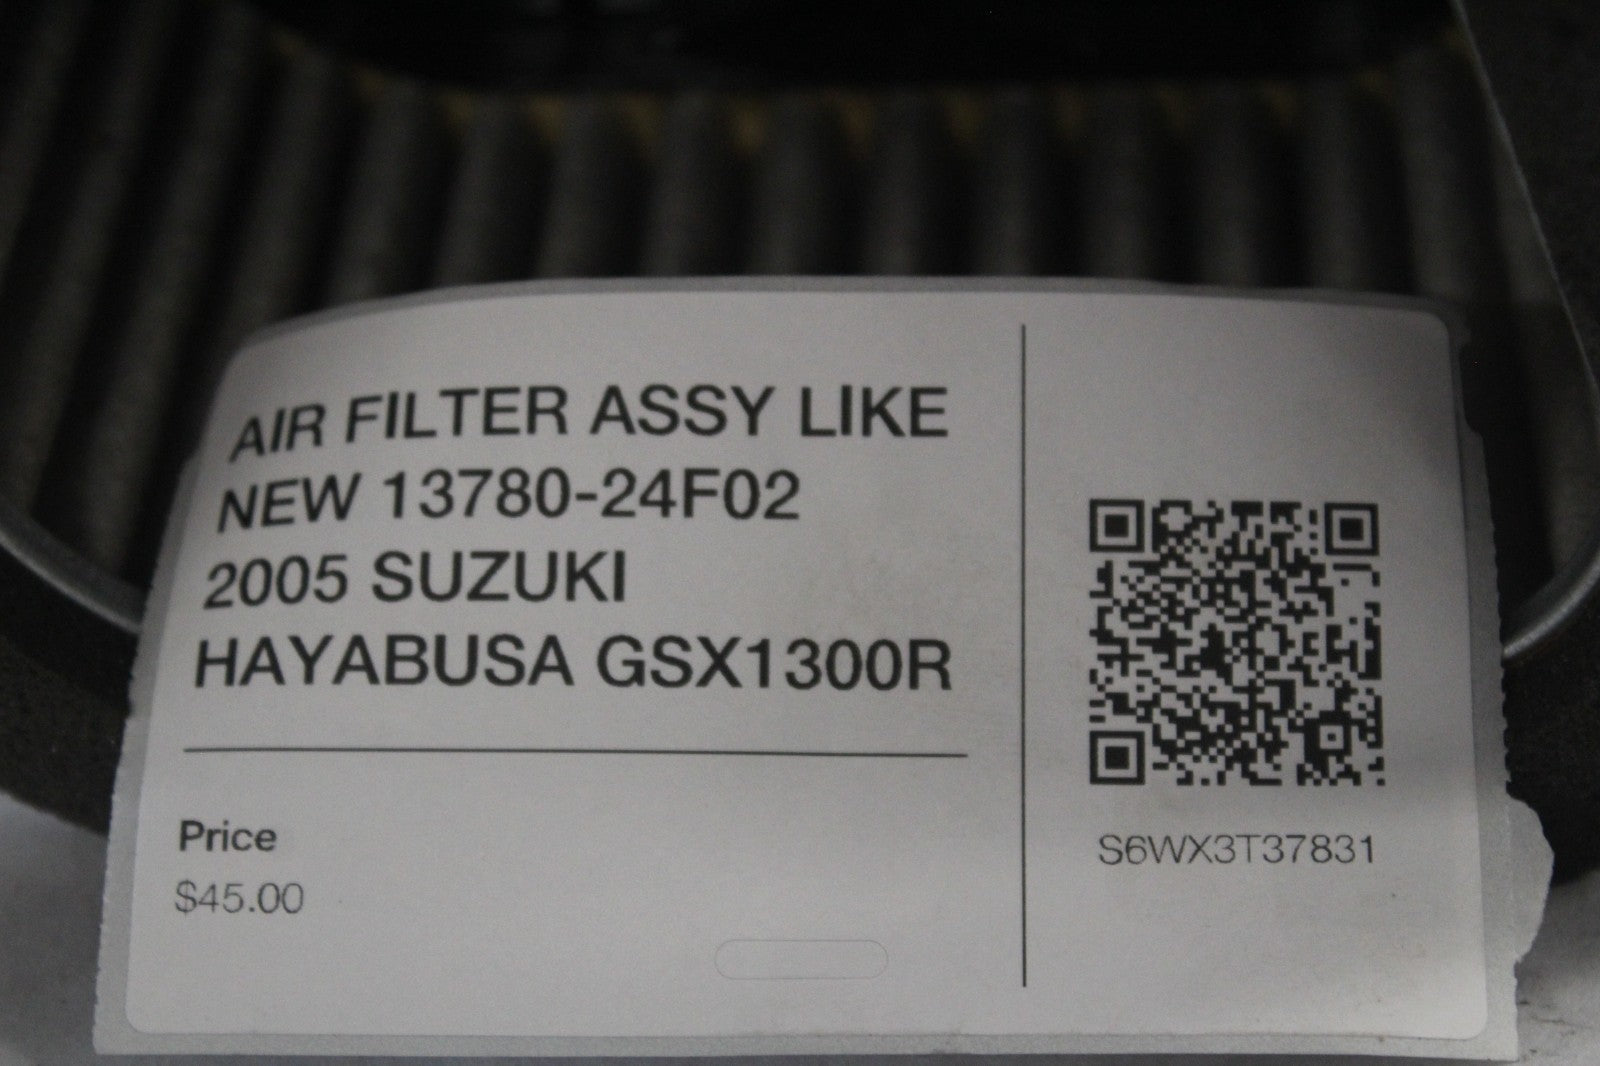 AIR FILTER ASSY LIKE
NEW 13780-24F02
2005 SUZUKI
HAYABUSA GSX1300R
Price
$45.00
S6WX3T37831